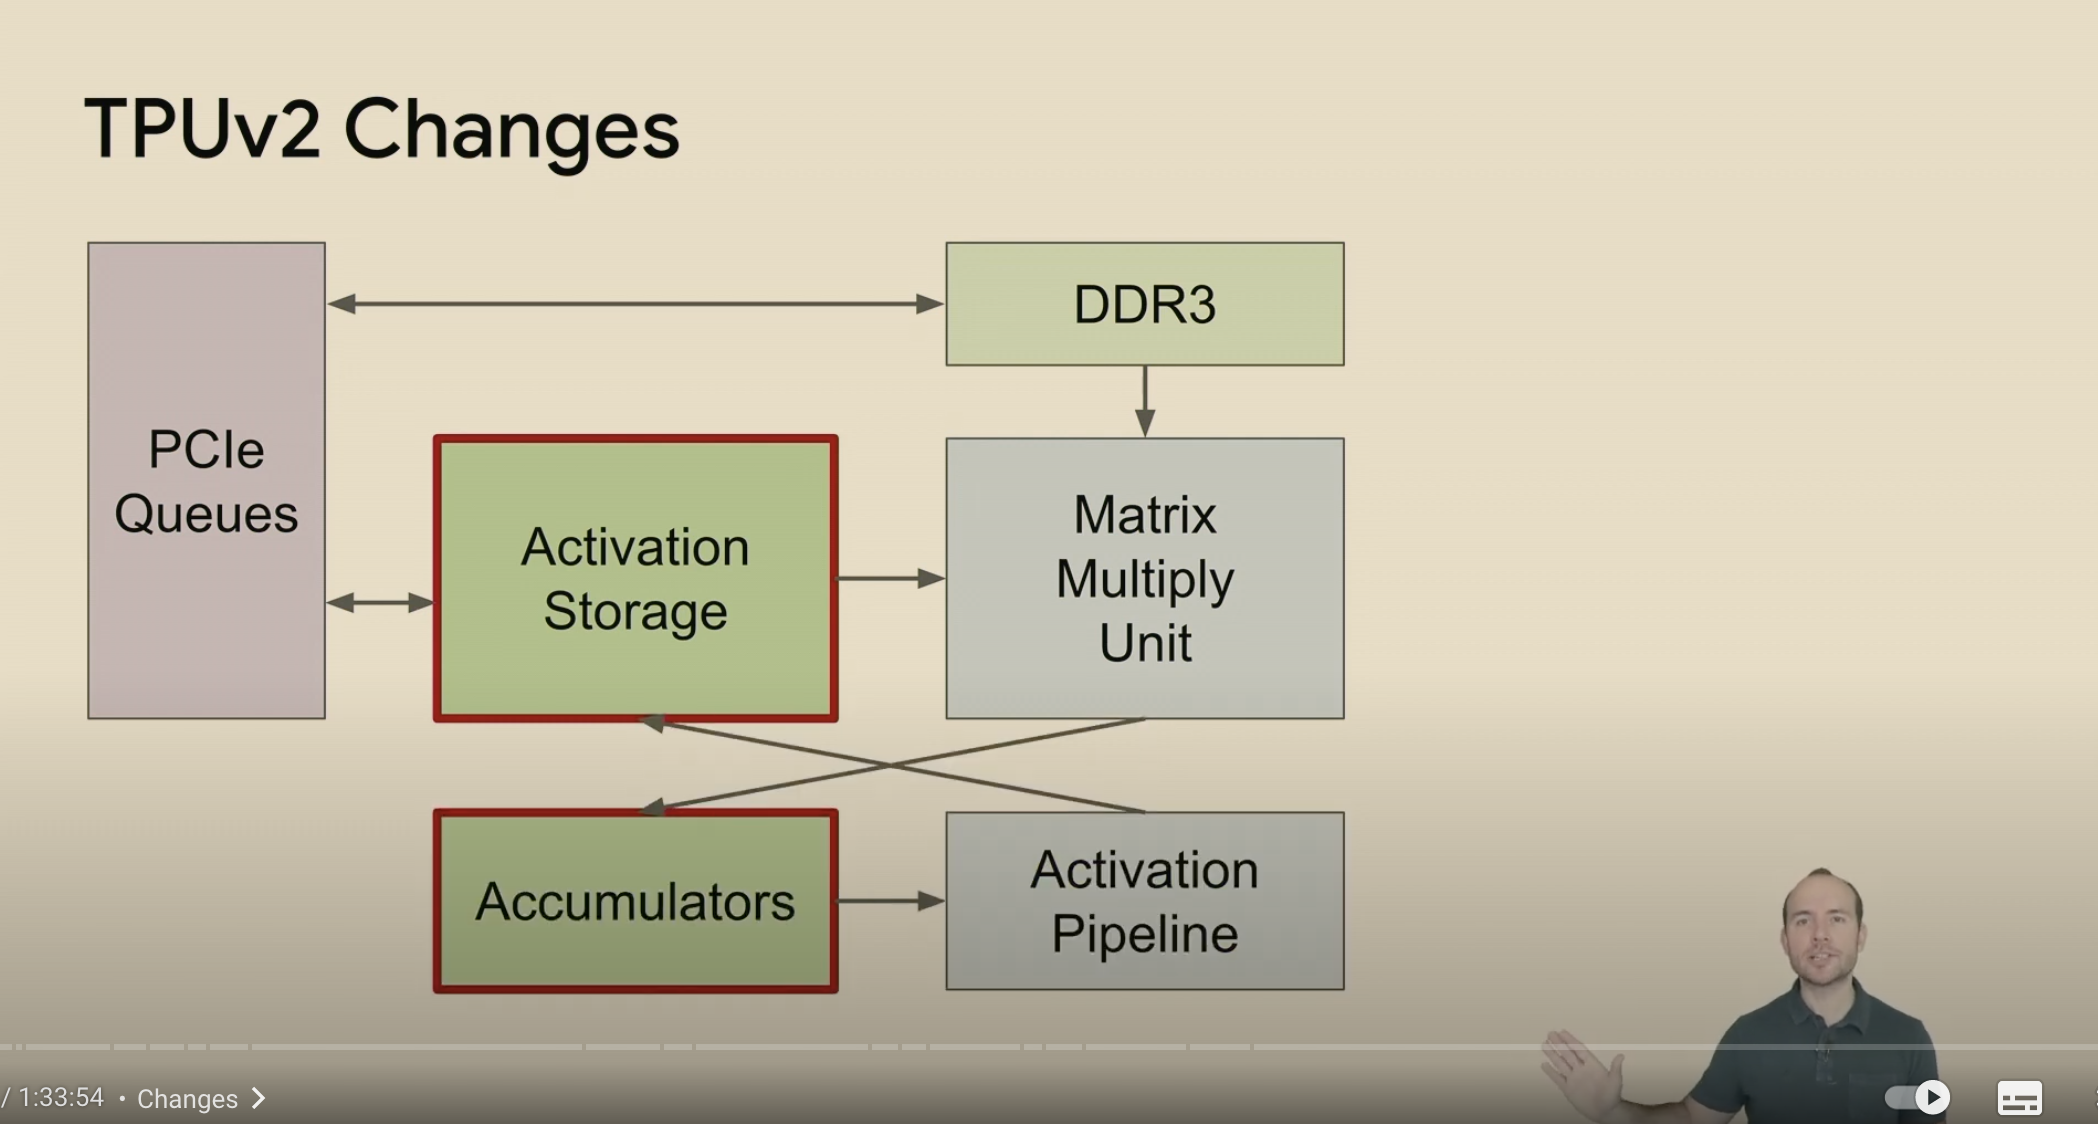 TPUv2 Changes
PCIe
Queues
DDR3
Activation
Storage
Matrix
Multiply
Unit
Accumulators
Activation
Pipeline
/ 1:33:54 • Changes